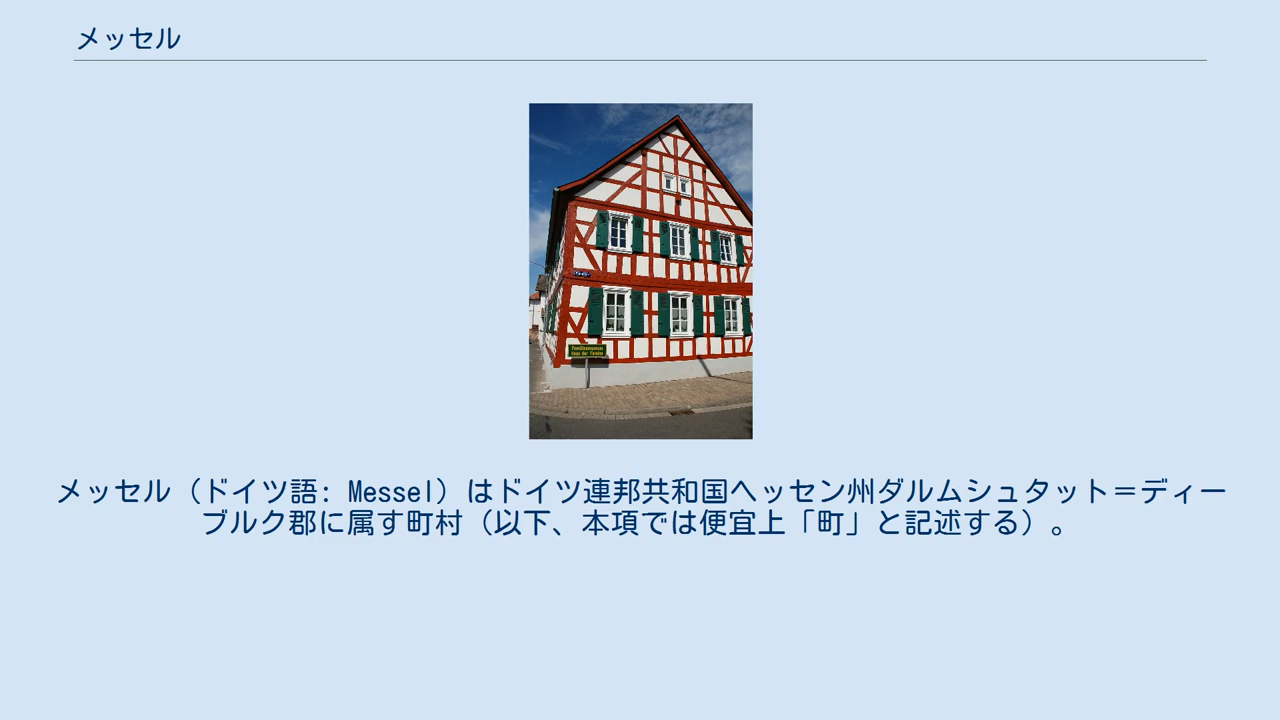 メッセル
メッセル（ドイツ語: Messel）はドイツ連邦共和国ヘッセン州ダルムシュタット＝ディー
ブルク郡に属す町村（以下、本項では便宜上「町」と記述する）。